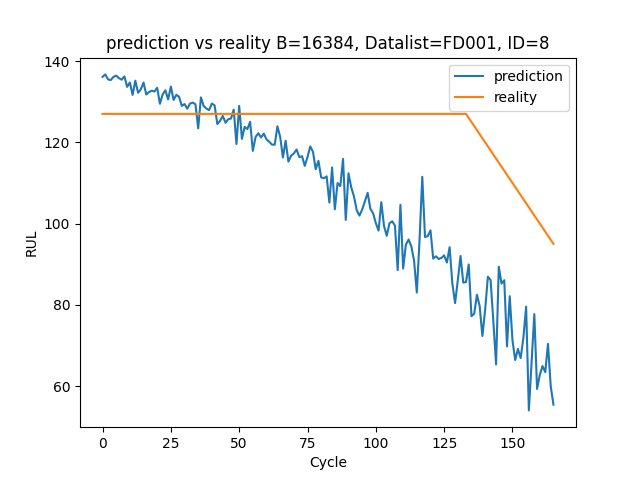 prediction vs reality B=16384, Datalist=FD001, ID=8
140
120
100
80
60
RUL
prediction
reality
0
25
50
75
100
125
150
Cycle